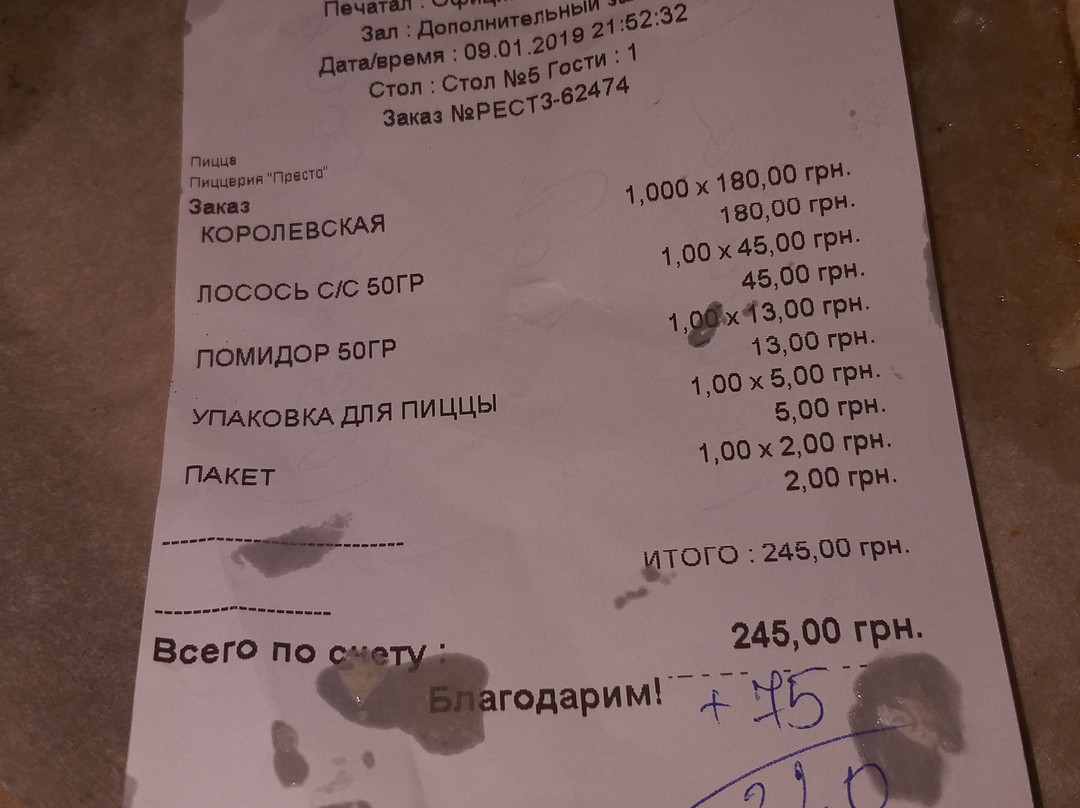 Печатал :
Зал : Дополнительный
Дата/время : 09.01.2019 21:52:32
Стол : Стол №5 Гости : 1
Заказ №РЕСТ3-62474
Пицца
Пиццерия "Преста"
Заказ
КОРОЛЕВСКАЯ 1,000 x 180,00 грн.
180,00 грн.
ЛОСОСЬ С/С 50ГР 1,00 x 45,00 грн.
45,00 грн.
ПОМИДОР 50ГР 1,00 x 13,00 грн.
13,00 грн.
УПАКОВКА ДЛЯ ПИЦЦЫ 1,00 x 5,00 грн.
5,00 грн.
ПАКЕТ 1,00 x 2,00 грн.
2,00 грн.
ИТОГО : 245,00 грн.
Всего по счету : 245,00 грн.
Благодарим!
+ 75